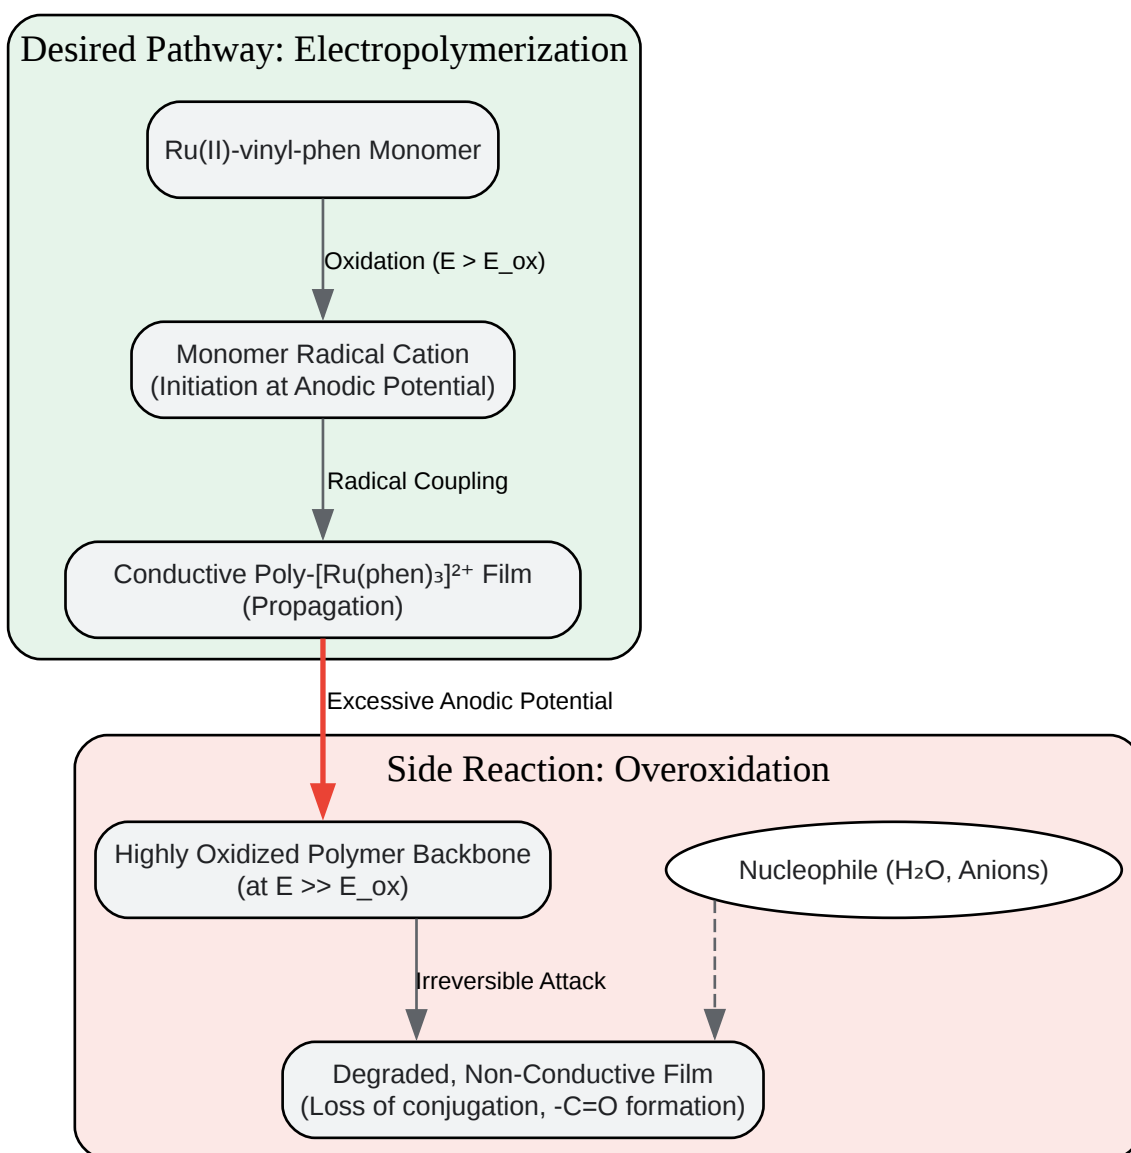 Desired Pathway: Electropolymerization
Ru(II)-vinyl-phen Monomer
Oxidation (E > E_ox)
Monomer Radical Cation
(Initiation at Anodic Potential)
Radical Coupling
Conductive Poly-[Ru(phen)₃]²⁺ Film
(Propagation)
Excessive Anodic Potential
Side Reaction: Overoxidation
Highly Oxidized Polymer Backbone
(at E >> E_ox)
Nucleophile (H₂O, Anions)
Irreversible Attack
Degraded, Non-Conductive Film
(Loss of conjugation, -C=O formation)